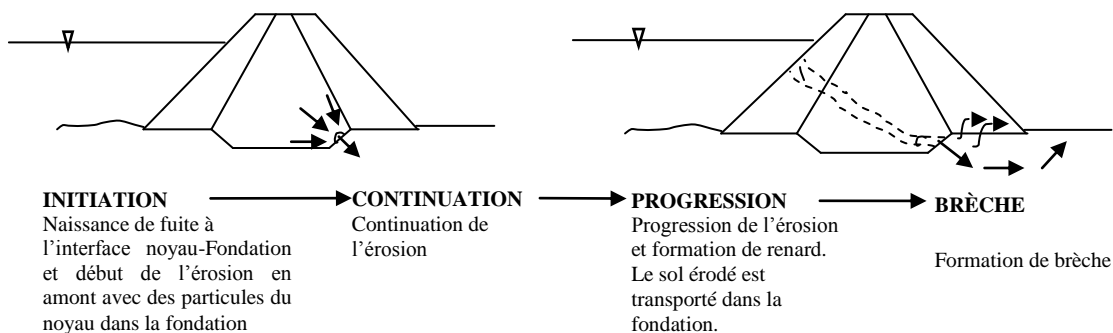 INITIATION
Naissance de fuite à
l'interface noyau-Fondation
et début de l'érosion en
amont avec des particules du
noyau dans la fondation
CONTINUATION
Continuation de
l'érosion
PROGRESSION
Progression de l'érosion
et formation de renard.
Le sol érodé est
transporté dans la
fondation.
BRÈCHE
Formation de brèche